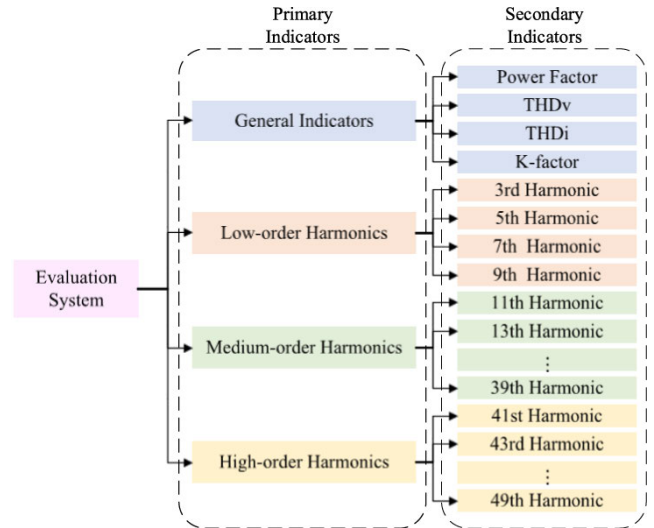 Primary
Indicators
Secondary
Indicators
Evaluation
System
General Indicators
Power Factor
THDv
THDi
K-factor
Low-order Harmonics
3rd Harmonic
5th Harmonic
7th Harmonic
9th Harmonic
Medium-order Harmonics
11th Harmonic
13th Harmonic
⋮
39th Harmonic
High-order Harmonics
41st Harmonic
43rd Harmonic
⋮
49th Harmonic